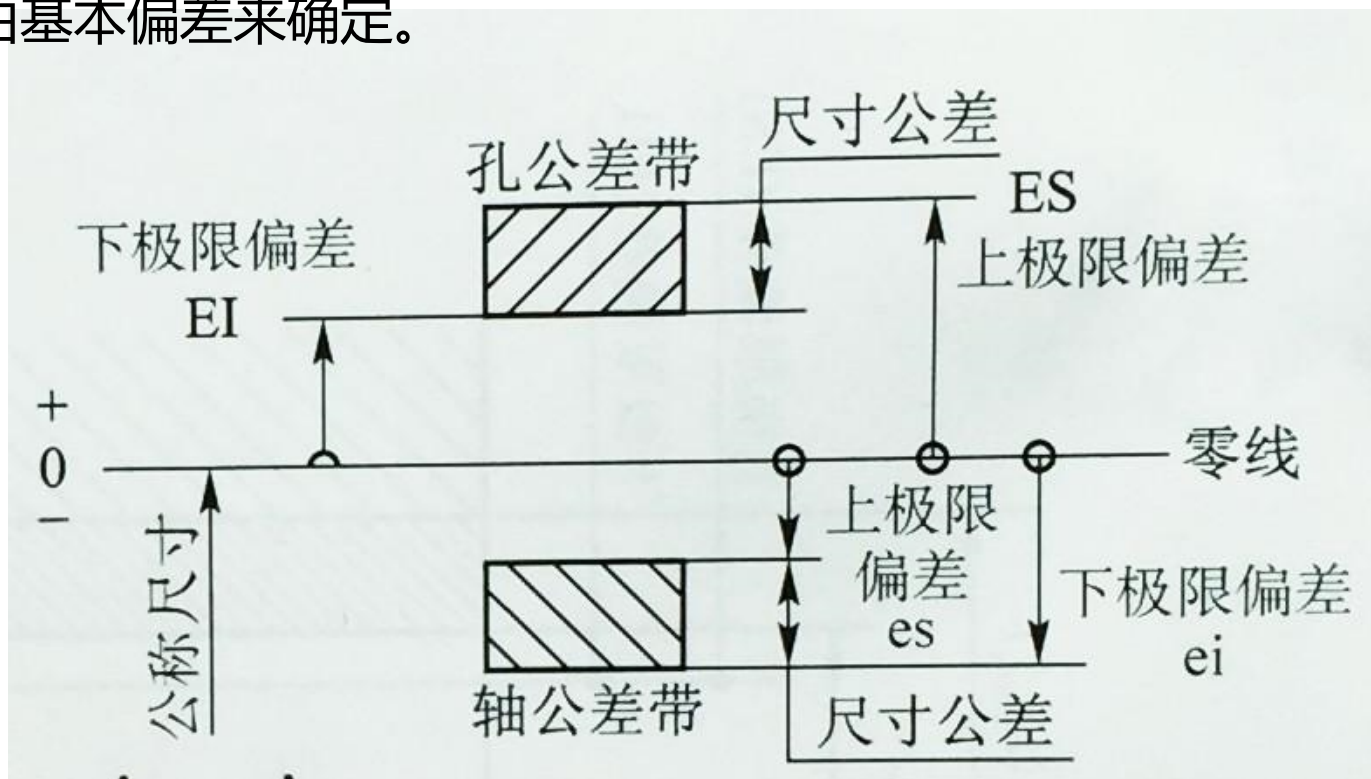 基本偏差来确定。
尺寸公差
孔公差带
ES
下极限偏差
上极限偏差
EI
+
0
零线
−
上极限
偏差
es
公称尺寸
下极限偏差
ei
轴公差带
尺寸公差